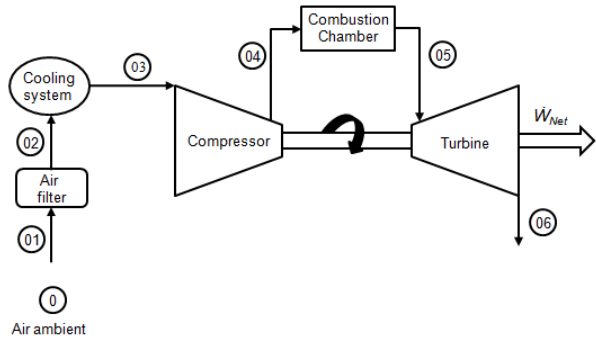 Combustion
Chamber
04
05
03
Cooling
system
02
Compressor
Turbine
Ẇ_Net
Air
filter
01
06
0
Air ambient